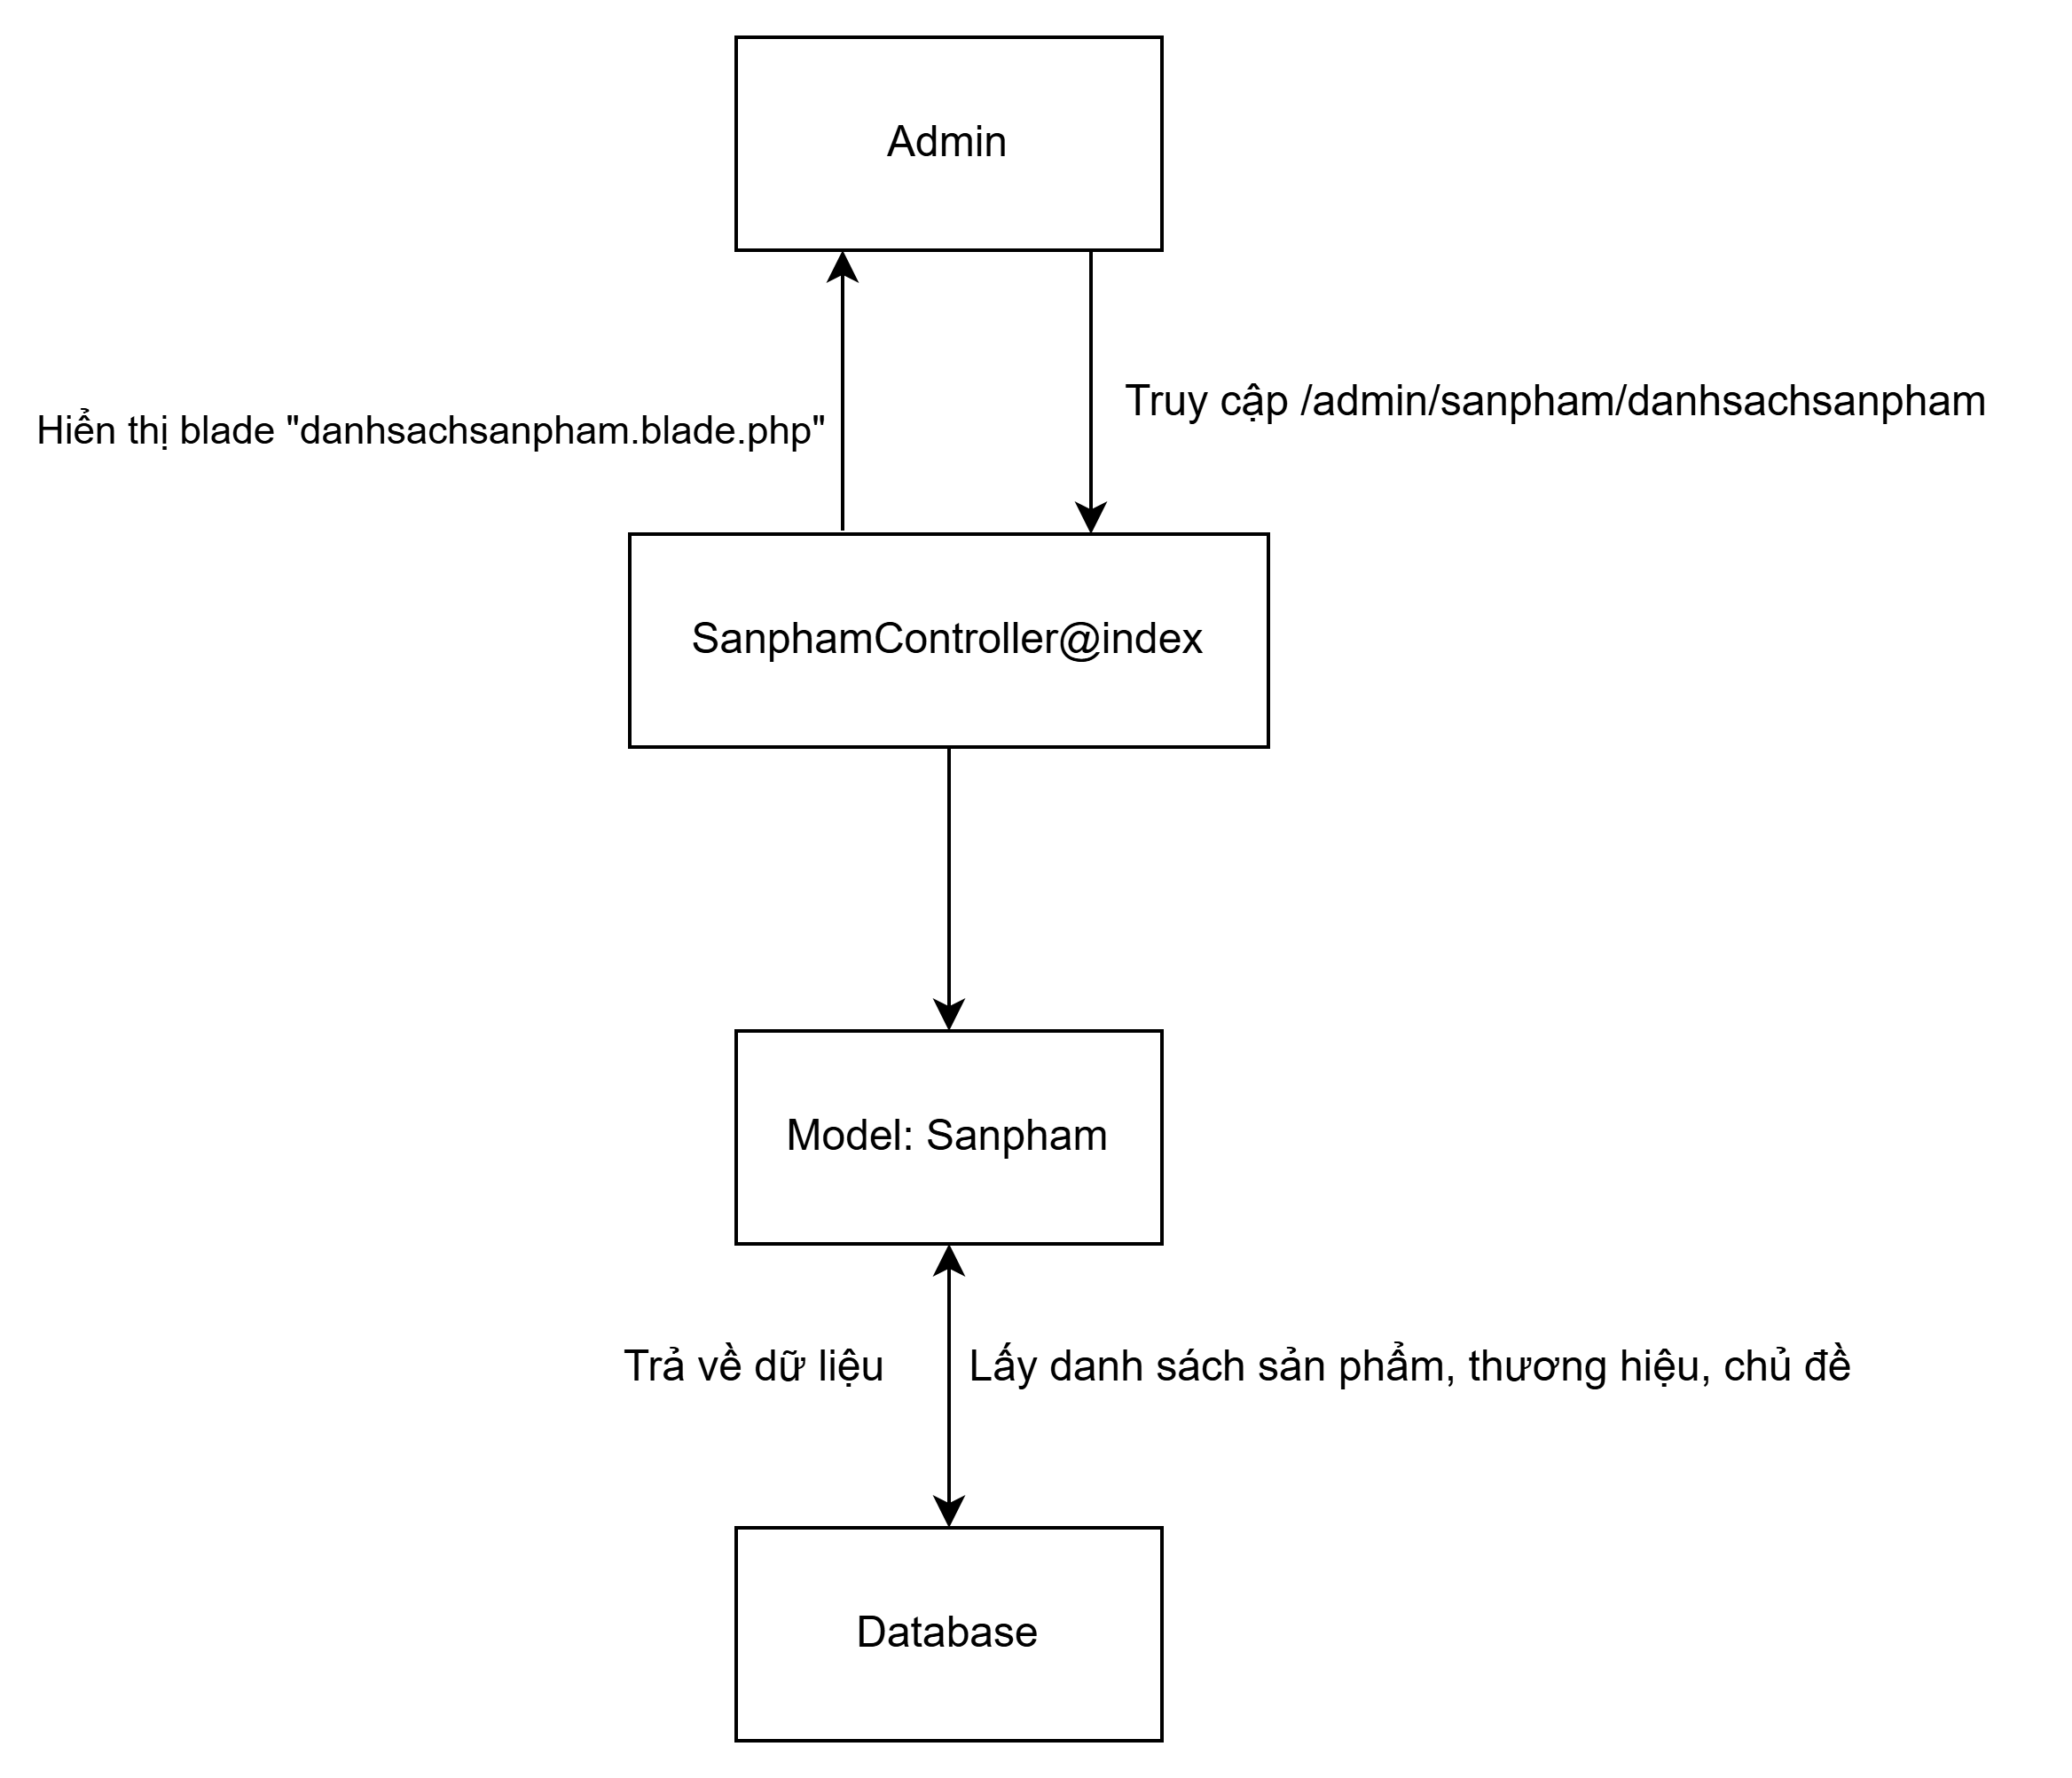 Admin
Truy cập /admin/sanpham/danhsachsanpham
Hiển thị blade "danhsachsanpham.blade.php"
SanphamController@index
Model: Sanpham
Trả về dữ liệu
Lấy danh sách sản phẩm, thương hiệu, chủ đề
Database